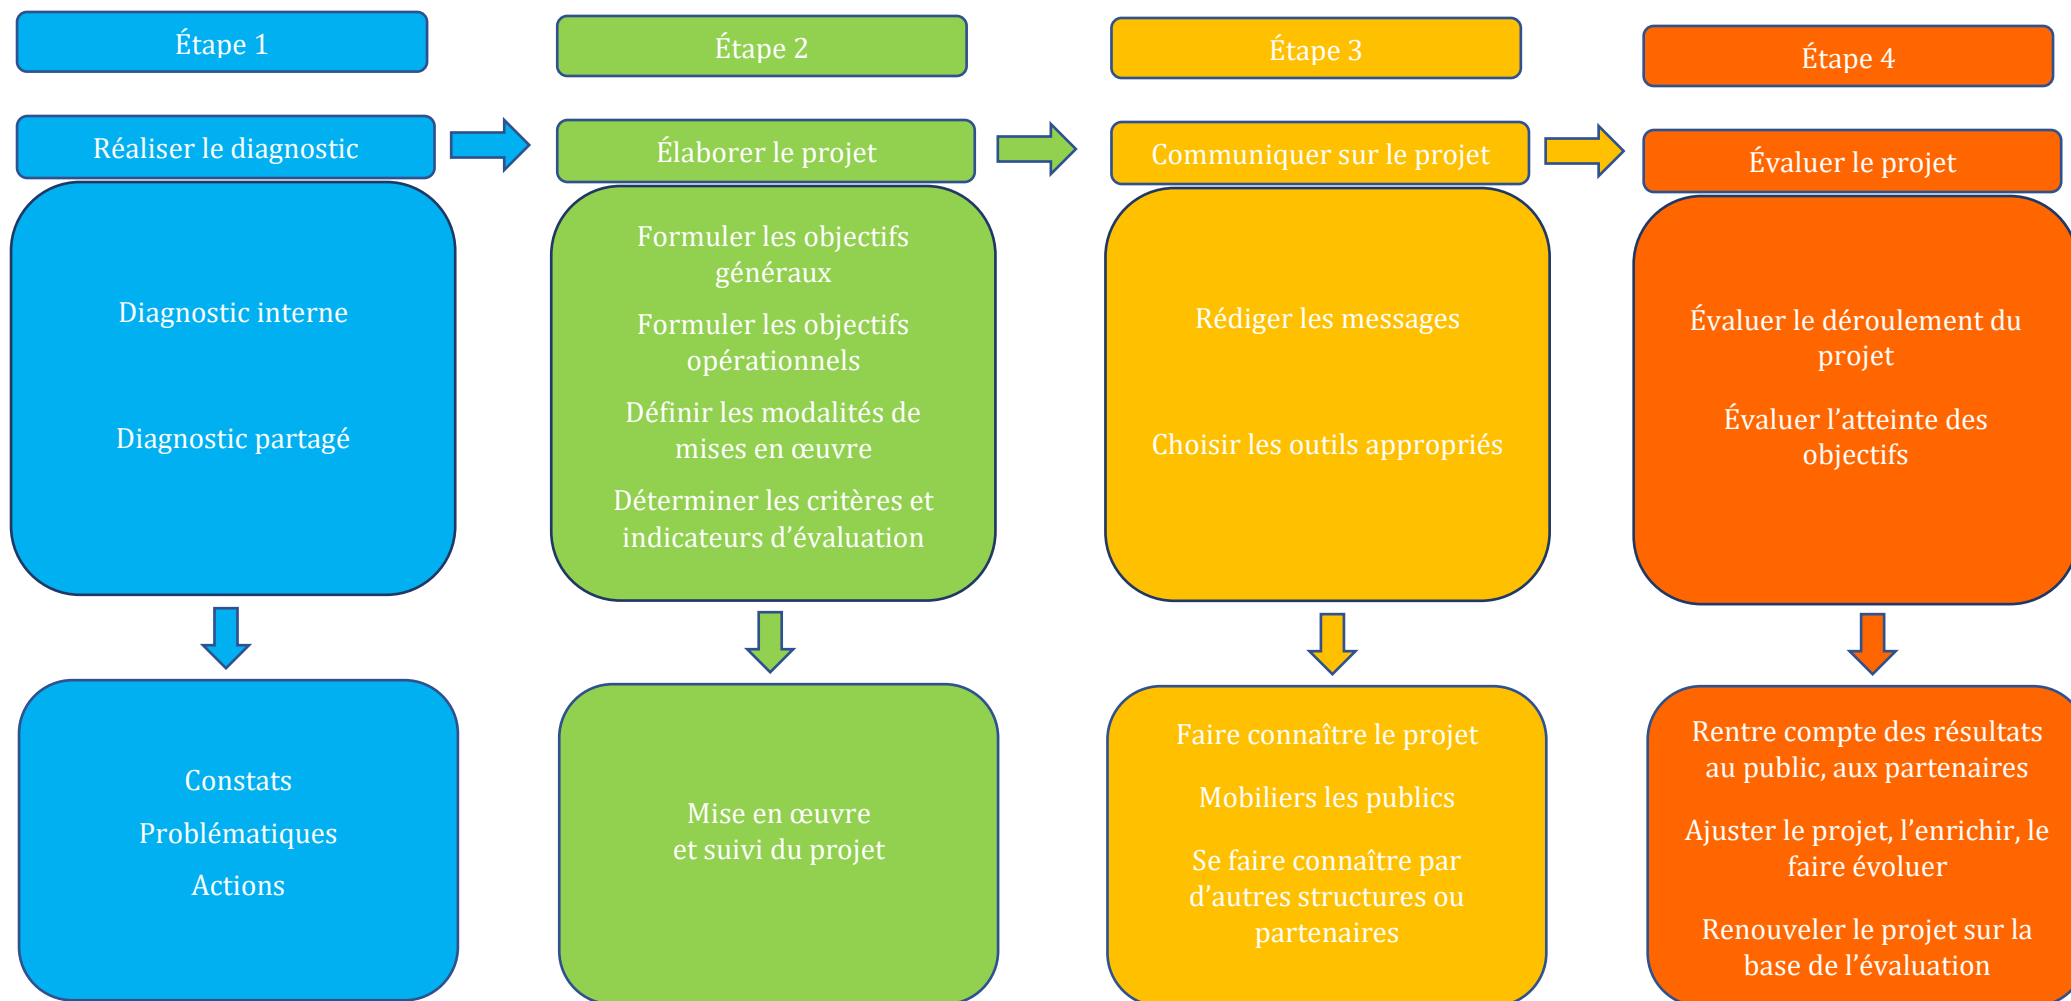 Étape 1
Réaliser le diagnostic
Diagnostic interne
Diagnostic partagé
Constats
Problématiques
Actions
Étape 2
Élaborer le projet
Formuler les objectifs
généraux
Formuler les objectifs
opérationnels
Définir les modalités de
mises en œuvre
Déterminer les critères et
indicateurs d’évaluation
Mise en œuvre
et suivi du projet
Étape 3
Communiquer sur le projet
Rédiger les messages
Choisir les outils appropriés
Faire connaître le projet
Mobiliers les publics
Se faire connaître par
d’autres structures ou
partenaires
Étape 4
Évaluer le projet
Évaluer le déroulement du
projet
Évaluer l’atteinte des
objectifs
Rentre compte des résultats
au public, aux partenaires
Ajuster le projet, l’enrichir, le
faire évoluer
Renouveler le projet sur la
base de l’évaluation